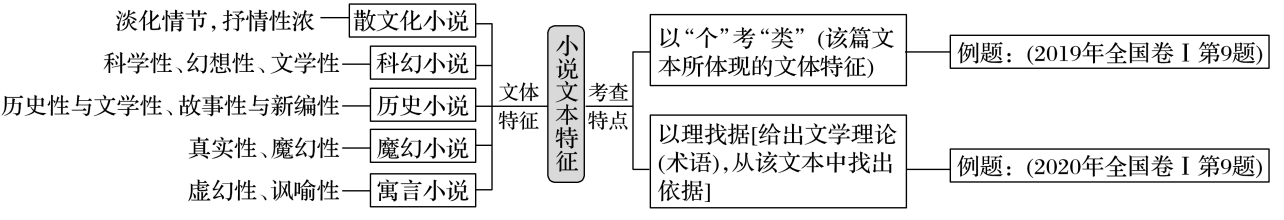 淡化情节,抒情性浓
散文化小说
科学性、幻想性、文学性
科幻小说
历史性与文学性、故事性与新编性
历史小说
真实性、魔幻性
魔幻小说
虚幻性、讽喻性
寓言小说
文体
特征
小说文本特征
考查
特点
以“个”考“类” (该篇文
本所体现的文体特征)
例题: (2019年全国卷Ⅰ第9题)
以理找据[给出文学理论
(术语),从该文本中找出
依据]
例题: (2020年全国卷Ⅰ第9题)